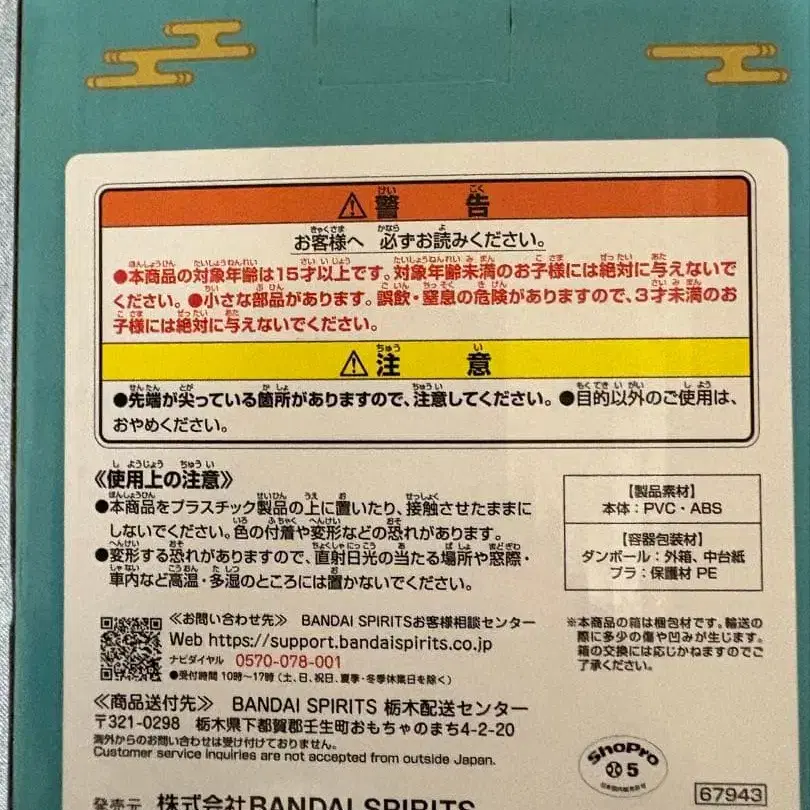 ⚠警告
お客様へ 必ずお読みください。
●本商品の対象年齢は15才以上です。対象年齢未満のお子様には絶対に与えないで
ください。●小さな部品があります。誤飲・窒息の危険がありますので、3才未満のお
子様には絶対に与えないでください。
⚠注意
●先端が尖っている箇所がありますので、注意してください。●目的以外のご使用は、
おやめください。
《使用上の注意》
●本商品をプラスチック製品の上に置いたり、接触させたままに
しないでください。色の付着や変形などの恐れがあります。
●変形する恐れがありますので、直射日光の当たる場所や窓際・
車内など高温・多湿のところには置かないでください。
【製品素材】
本体：PVC・ABS
【容器包装材】
ダンボール：外箱、中台紙
プラ：保護材 PE
※本商品の箱は梱包材です。輸送の
際に多少の傷や凹みが生じます。
箱の交換には応じかねますのでご
了承ください。
≪お問い合わせ先≫ BANDAI SPIRITSお客様相談センター
Web https://support.bandaispirits.co.jp
ナビダイヤル 0570-078-001
●受付時間 10時〜17時（土、日、祝日、夏季・冬季休業日を除く）
≪商品送付先≫ BANDAI SPIRITS 栃木配送センター
〒321-0298 栃木県下都賀郡壬生町おもちゃのまち4-2-20
海外からのお問い合わせは受け付けておりません。
Customer service inquiries are not accepted from outside Japan.
発売元 株式会社BANDAI SPIRITS
ShoPro
5
日本国内販売許可
67943